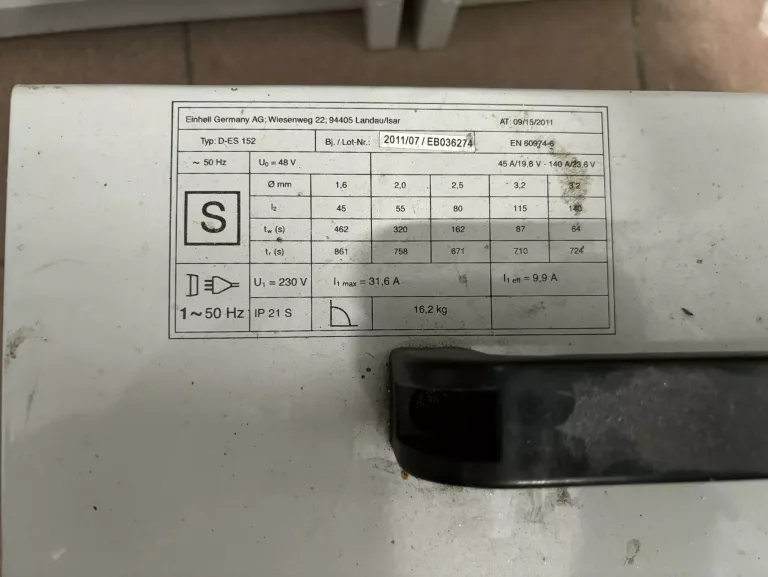 Einhell Germany AG; Wiesenweg 22; 94405 Landau/Isar AT: 09/15/2011
Typ: D-ES 152 Bj. / Lot-Nr.: 2011/07 / EB036274 EN 60974-6
~ 50 Hz U₀ = 48 V 45 A/19,8 V - 140 A/23,6 V
S
Ø mm 1,6 2,0 2,5 3,2 3,2
I₂ 45 55 80 115 140
tw (s) 462 320 162 87 64
tr (s) 861 758 671 710 724
U₁ = 230 V I₁ max = 31,6 A I₁ eff = 9,9 A
1 ~ 50 Hz IP 21 S 16,2 kg